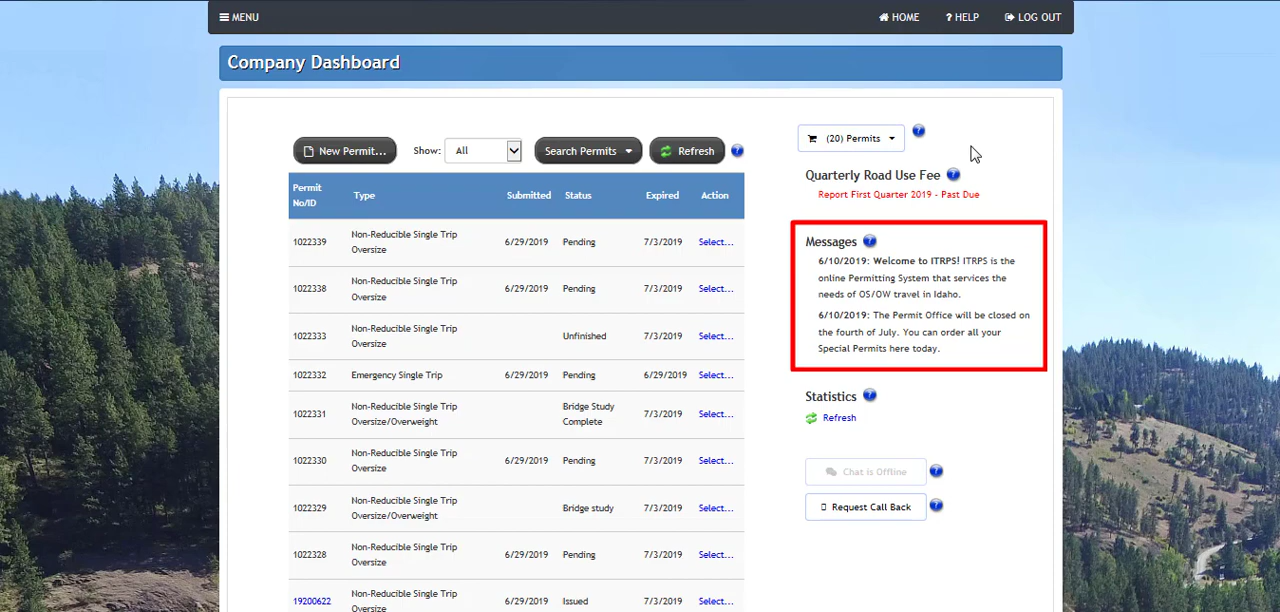 MENU
HOME
? HELP
LOG OUT
Company Dashboard
New Permit...
Show:
All
Search Permits
Refresh
?
(20) Permits
?
Permit
No/ID
Type
Submitted
Status
Expired
Action
1022339
Non-Reducible Single Trip
Oversize
6/29/2019
Pending
7/3/2019
Select...
1022338
Non-Reducible Single Trip
Oversize
6/29/2019
Pending
7/3/2019
Select...
1022333
Non-Reducible Single Trip
Oversize
Unfinished
7/3/2019
Select...
1022332
Emergency Single Trip
6/29/2019
Pending
6/29/2019
Select...
1022331
Non-Reducible Single Trip
Oversize/Overweight
6/29/2019
Bridge Study
Complete
7/3/2019
Select...
1022330
Non-Reducible Single Trip
Oversize
6/29/2019
Pending
7/3/2019
Select...
1022329
Non-Reducible Single Trip
Oversize/Overweight
Bridge study
7/3/2019
Select...
1022328
Non-Reducible Single Trip
Oversize
6/29/2019
Pending
7/3/2019
Select...
19200622
Non-Reducible Single Trip
Oversize
6/29/2019
Issued
7/3/2019
Select...
Quarterly Road Use Fee ?
Report First Quarter 2019 - Past Due
Messages ?
6/10/2019: Welcome to ITRPS! ITRPS is the
online Permitting System that services the
needs of OS/OW travel in Idaho.
6/10/2019: The Permit Office will be closed on
the fourth of July. You can order all your
Special Permits here today.
Statistics ?
Refresh
Chat is Offline
?
Request Call Back
?